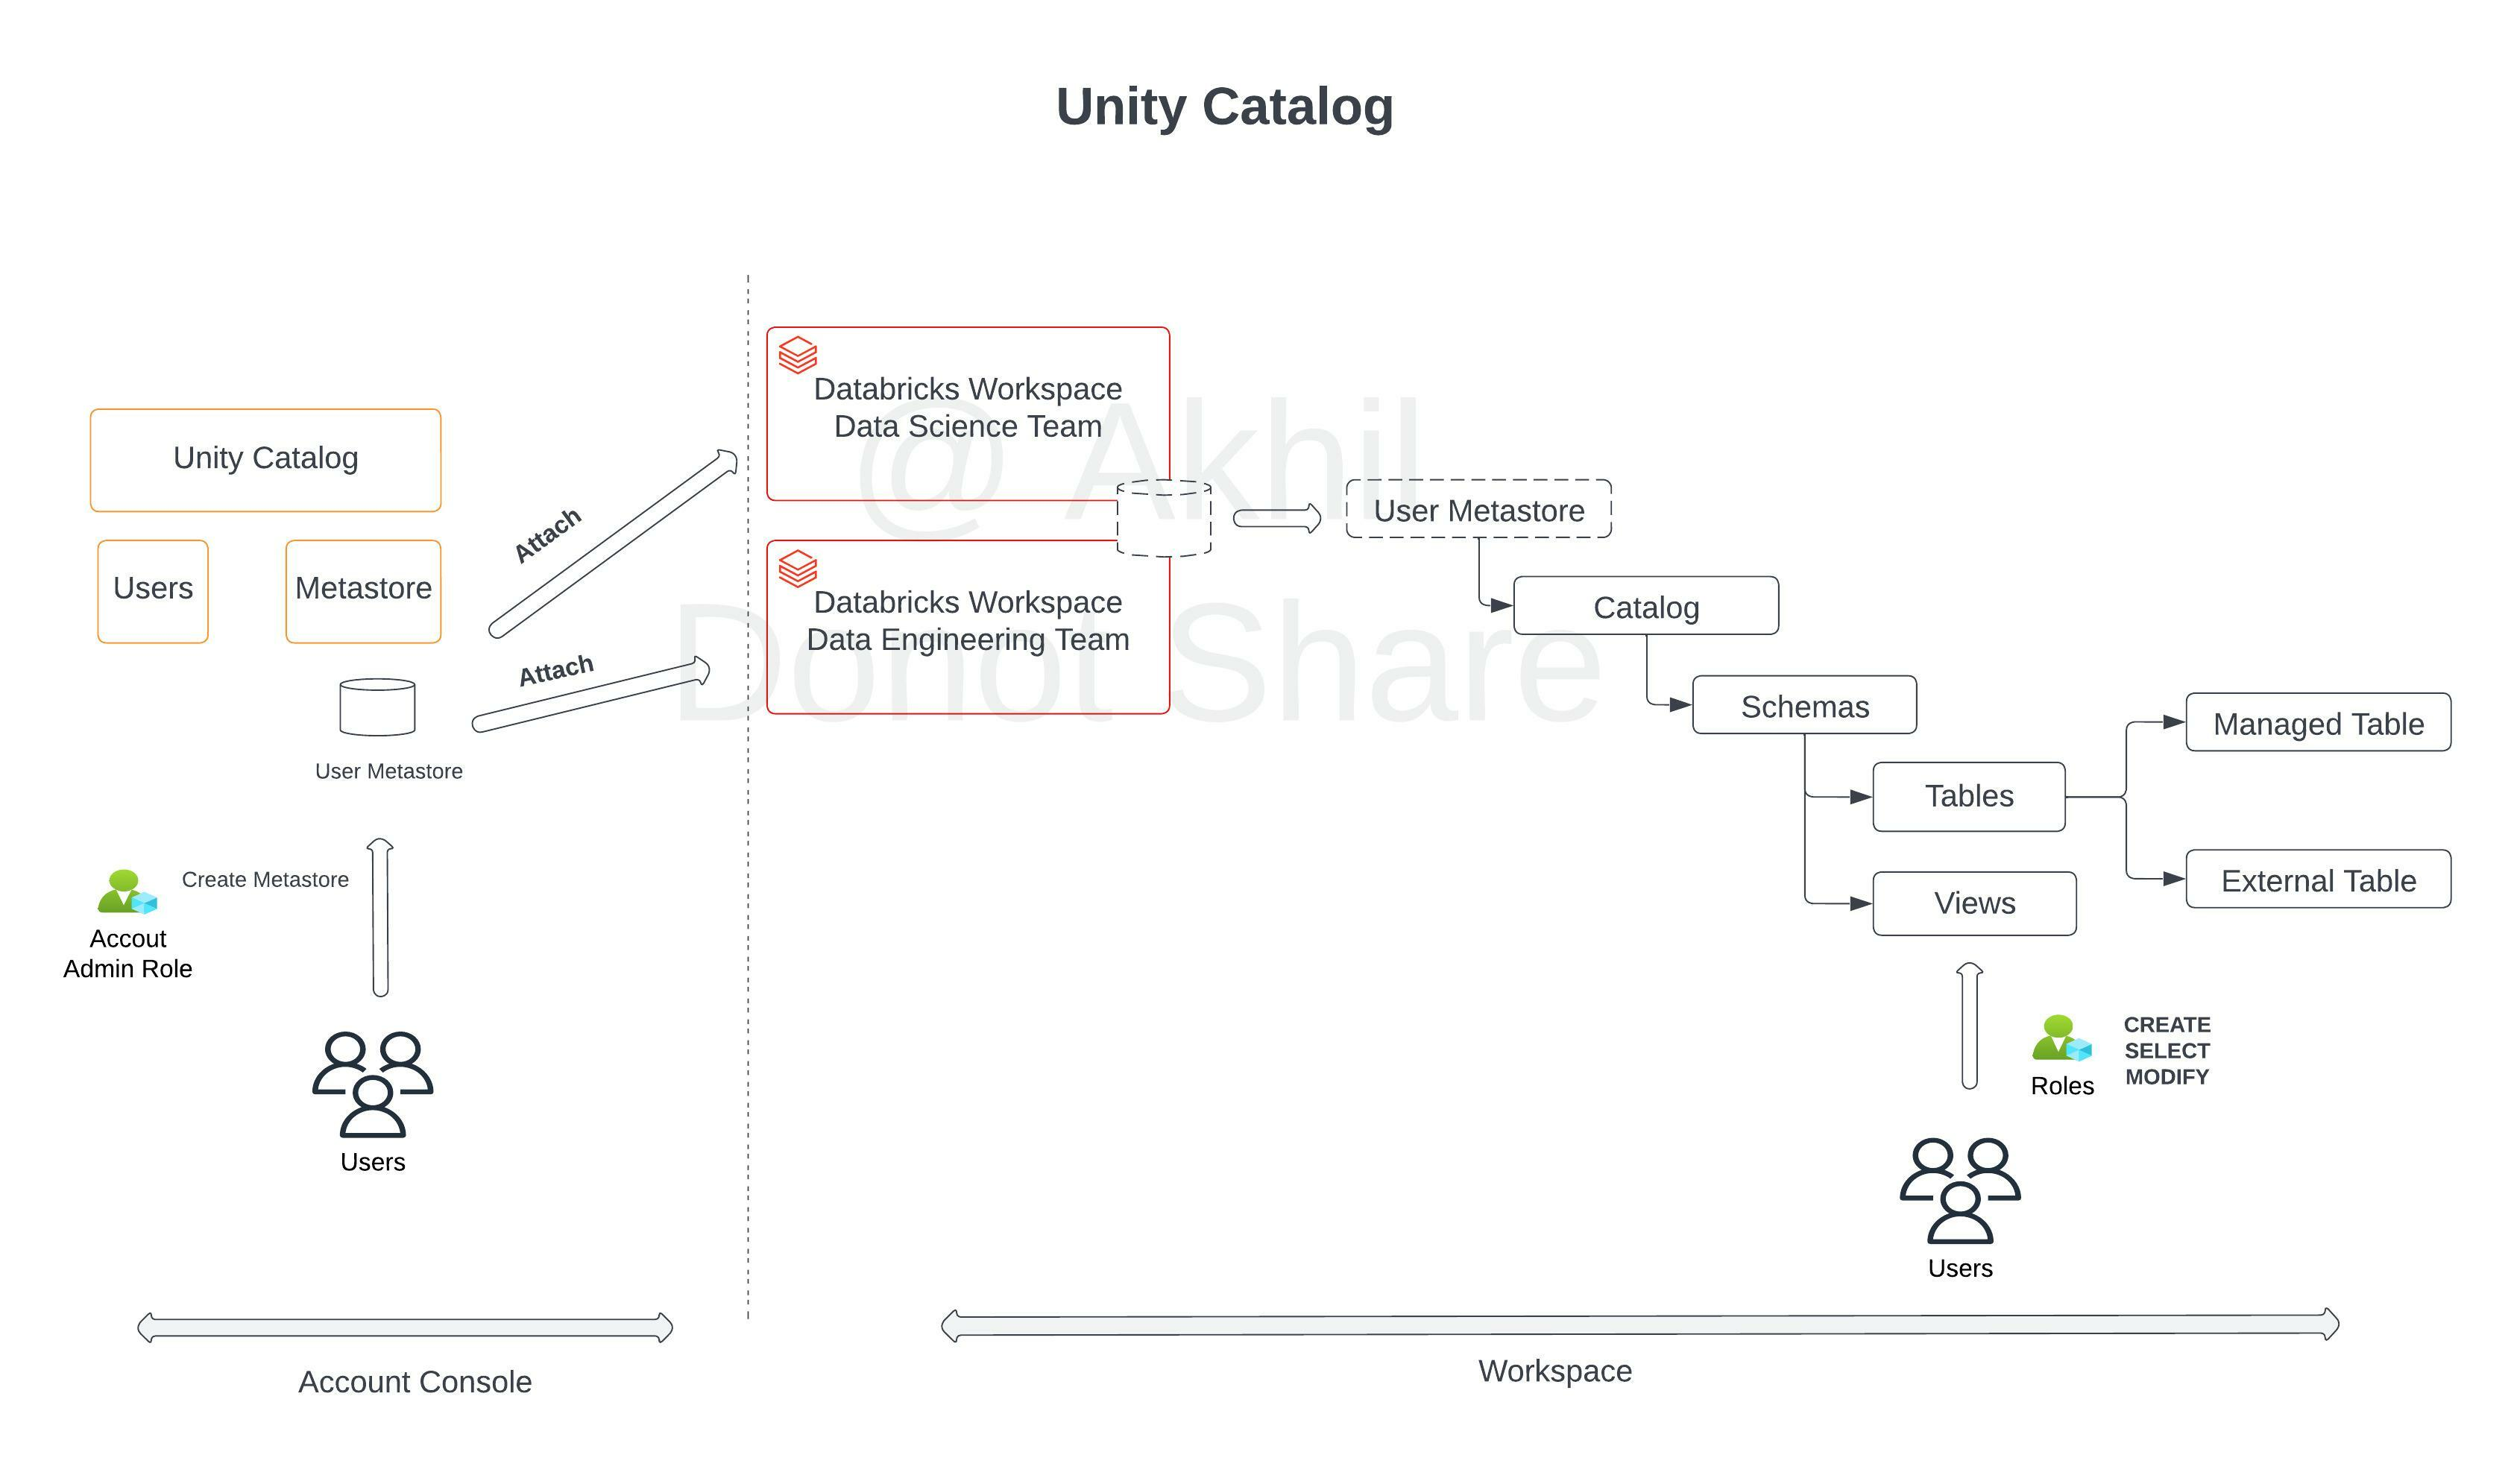 Unity Catalog
Unity Catalog
Users
Metastore
User Metastore
Attach
Attach
Create Metastore
Accout
Admin Role
Users
Account Console
Databricks Workspace
Data Science Team
Databricks Workspace
Data Engineering Team
@ Akhil
Donot Share
User Metastore
Catalog
Schemas
Tables
Views
Managed Table
External Table
Roles
CREATE
SELECT
MODIFY
Users
Workspace